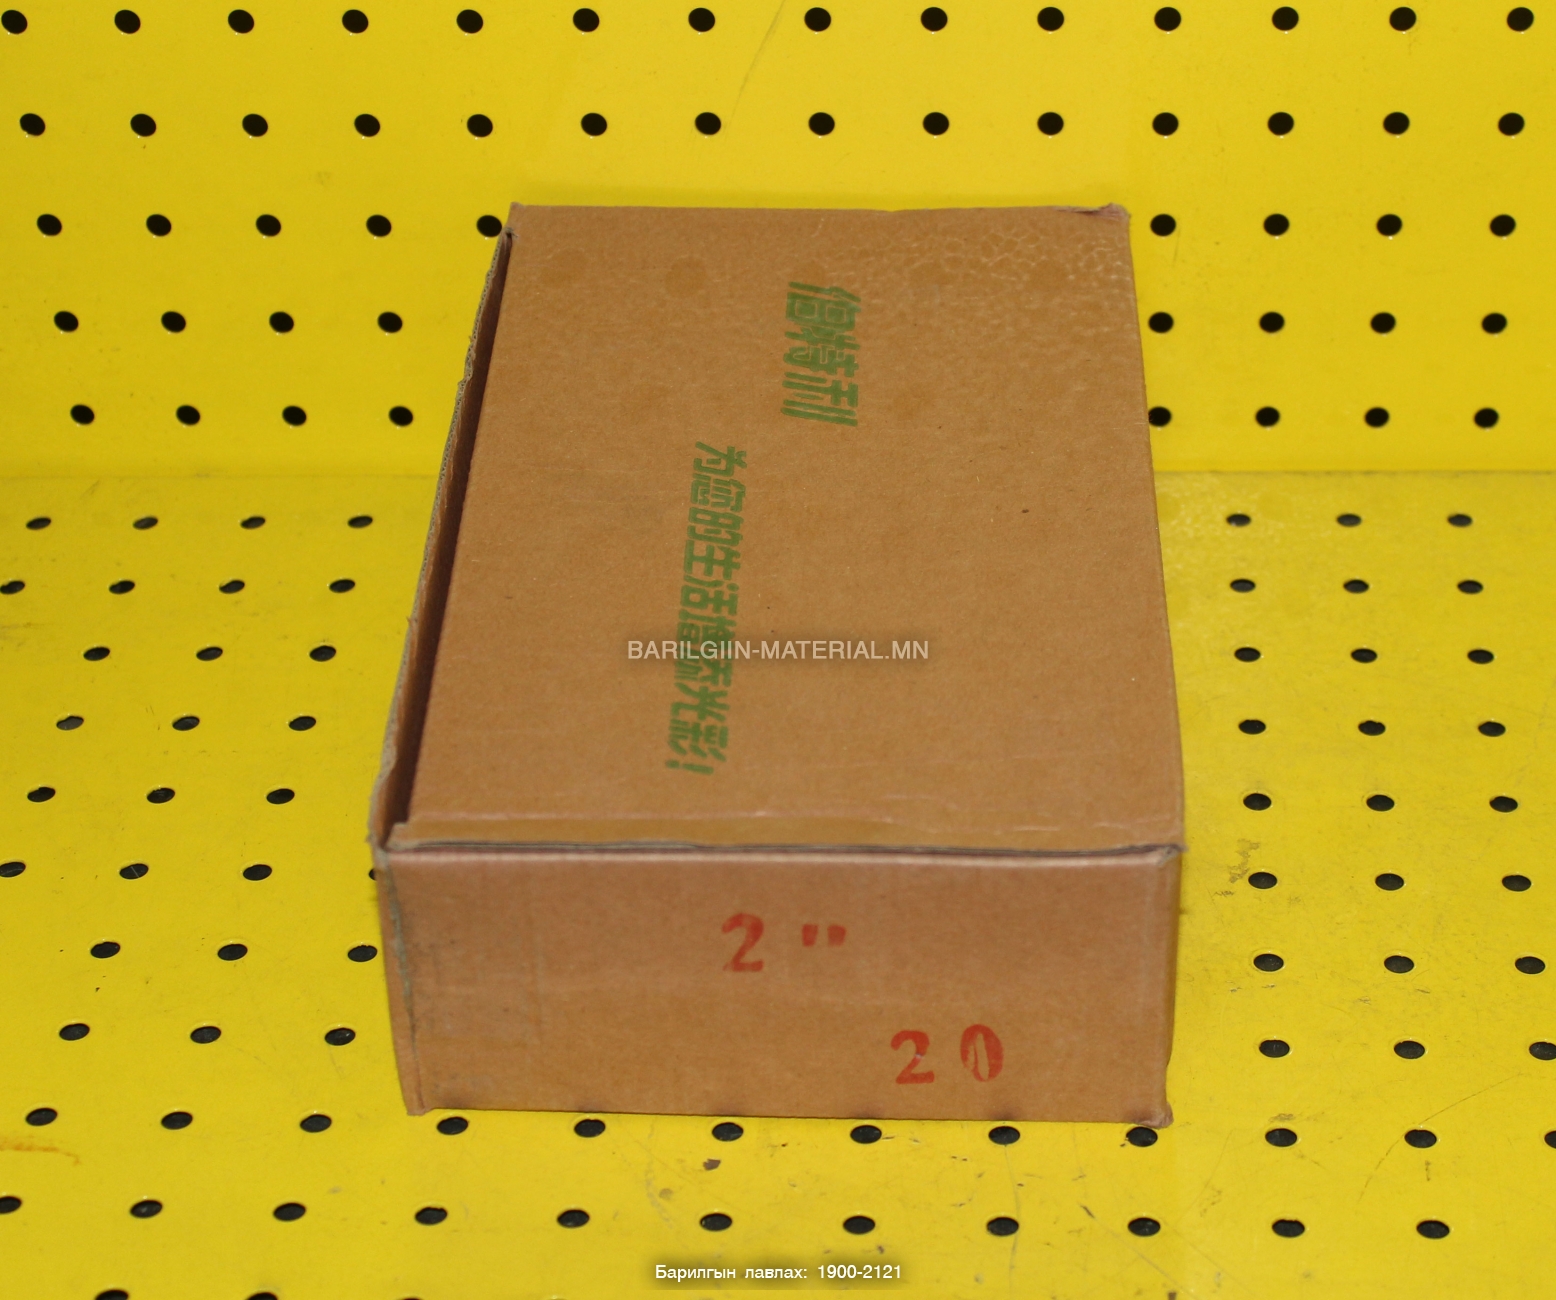 倍特利
为您的生活增添光彩!
BARILGIIN-MATERIAL.MN
2"
20
Барилгын лавлах: 1900-2121